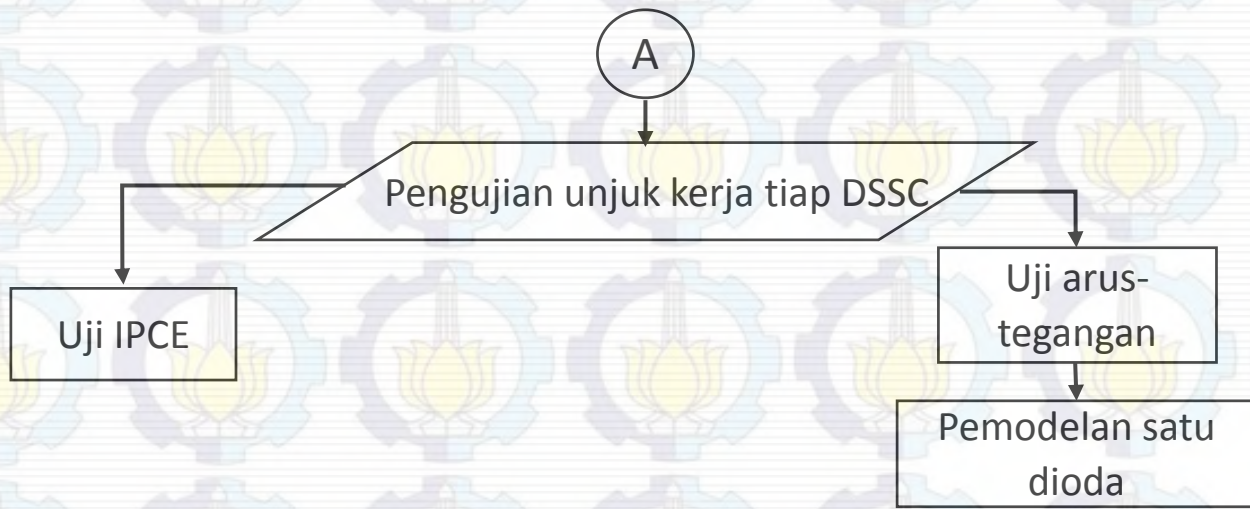 A
Pengujian unjuk kerja tiap DSSC
Uji IPCE
Uji arus-
tegangan
Pemodelan satu
dioda